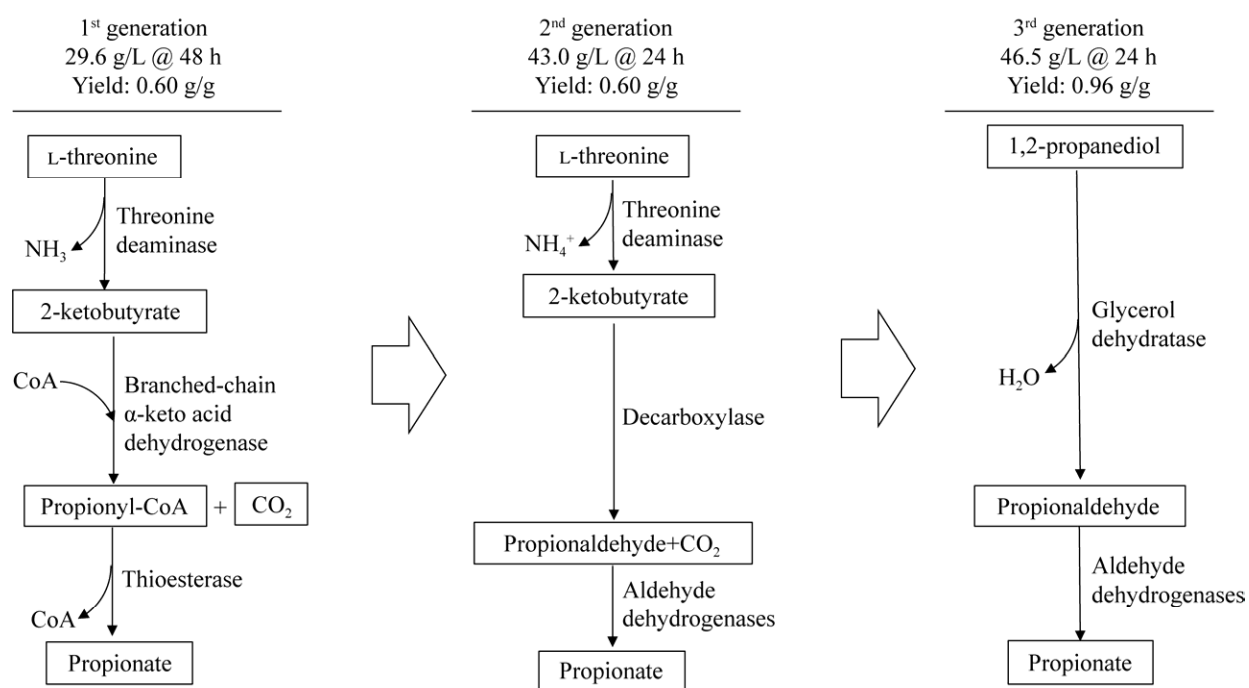 1st generation
29.6 g/L @ 48 h
Yield: 0.60 g/g
L-threonine
NH3
Threonine
deaminase
2-ketobutyrate
CoA
Branched-chain
α-keto acid
dehydrogenase
Propionyl-CoA + CO2
Thioesterase
CoA
Propionate
2nd generation
43.0 g/L @ 24 h
Yield: 0.60 g/g
L-threonine
NH4+
Threonine
deaminase
2-ketobutyrate
Decarboxylase
Propionaldehyde+CO2
Aldehyde
dehydrogenases
Propionate
3rd generation
46.5 g/L @ 24 h
Yield: 0.96 g/g
1,2-propanediol
Glycerol
dehydratase
H2O
Propionaldehyde
Aldehyde
dehydrogenases
Propionate